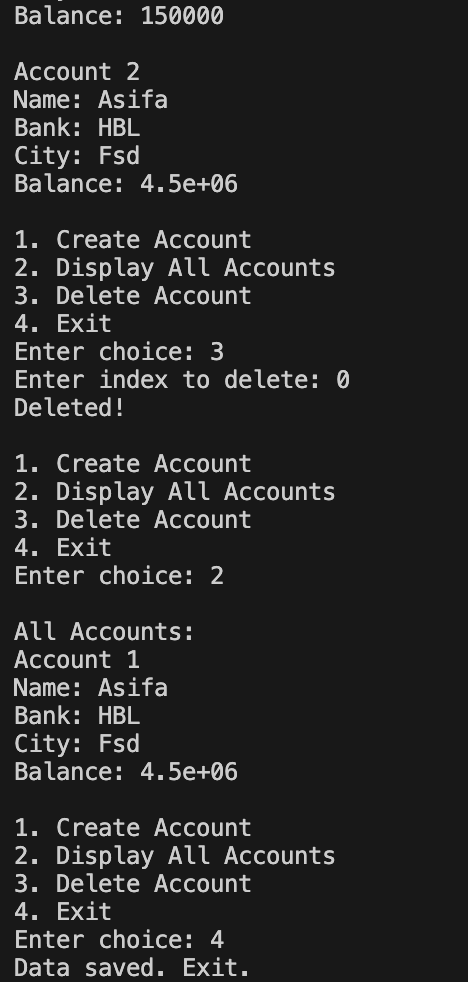 Balance: 150000

Account 2
Name: Asifa
Bank: HBL
City: Fsd
Balance: 4.5e+06

1. Create Account
2. Display All Accounts
3. Delete Account
4. Exit
Enter choice: 3
Enter index to delete: 0
Deleted!

1. Create Account
2. Display All Accounts
3. Delete Account
4. Exit
Enter choice: 2

All Accounts:
Account 1
Name: Asifa
Bank: HBL
City: Fsd
Balance: 4.5e+06

1. Create Account
2. Display All Accounts
3. Delete Account
4. Exit
Enter choice: 4
Data saved. Exit.